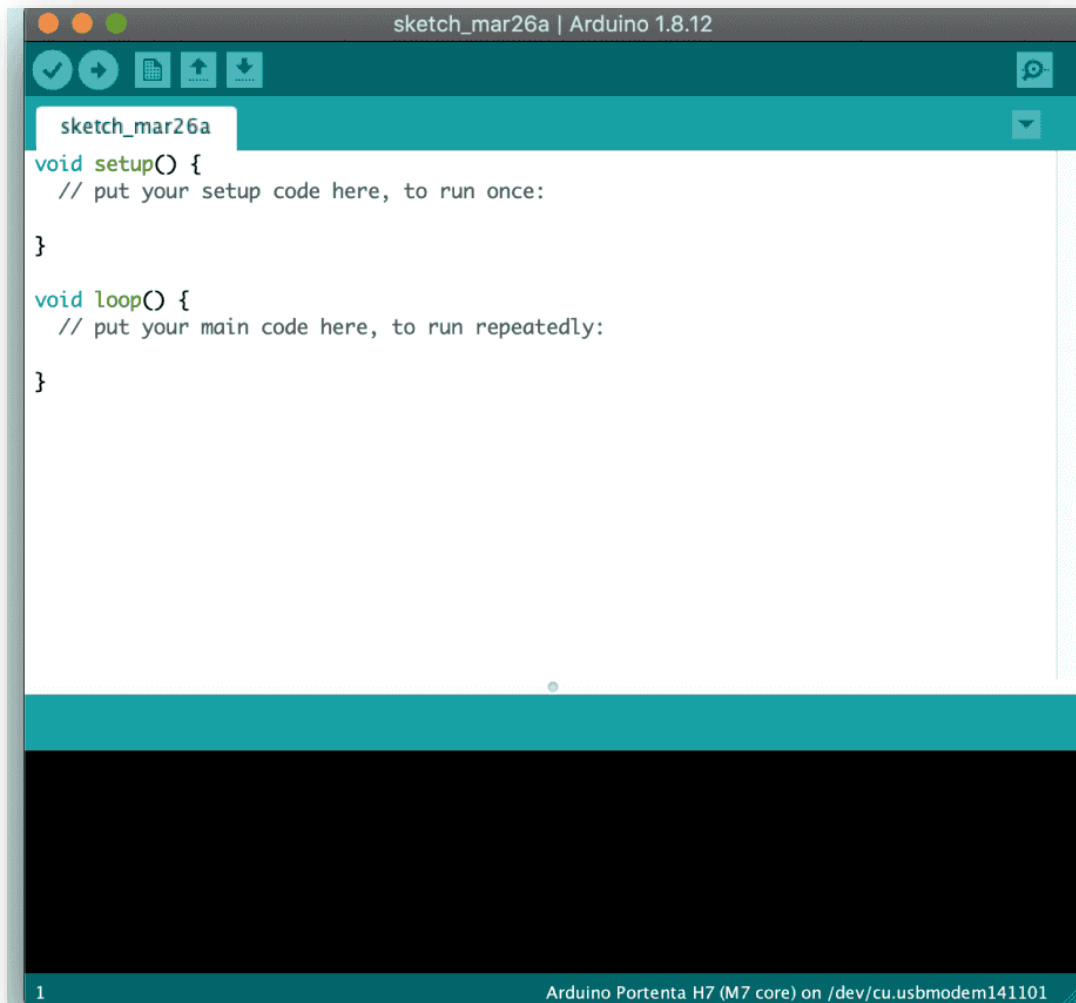 sketch_mar26a | Arduino 1.8.12
sketch_mar26a
void setup() {
  // put your setup code here, to run once:
}
void loop() {
  // put your main code here, to run repeatedly:
}
1
Arduino Portenta H7 (M7 core) on /dev/cu.usbmodem141101